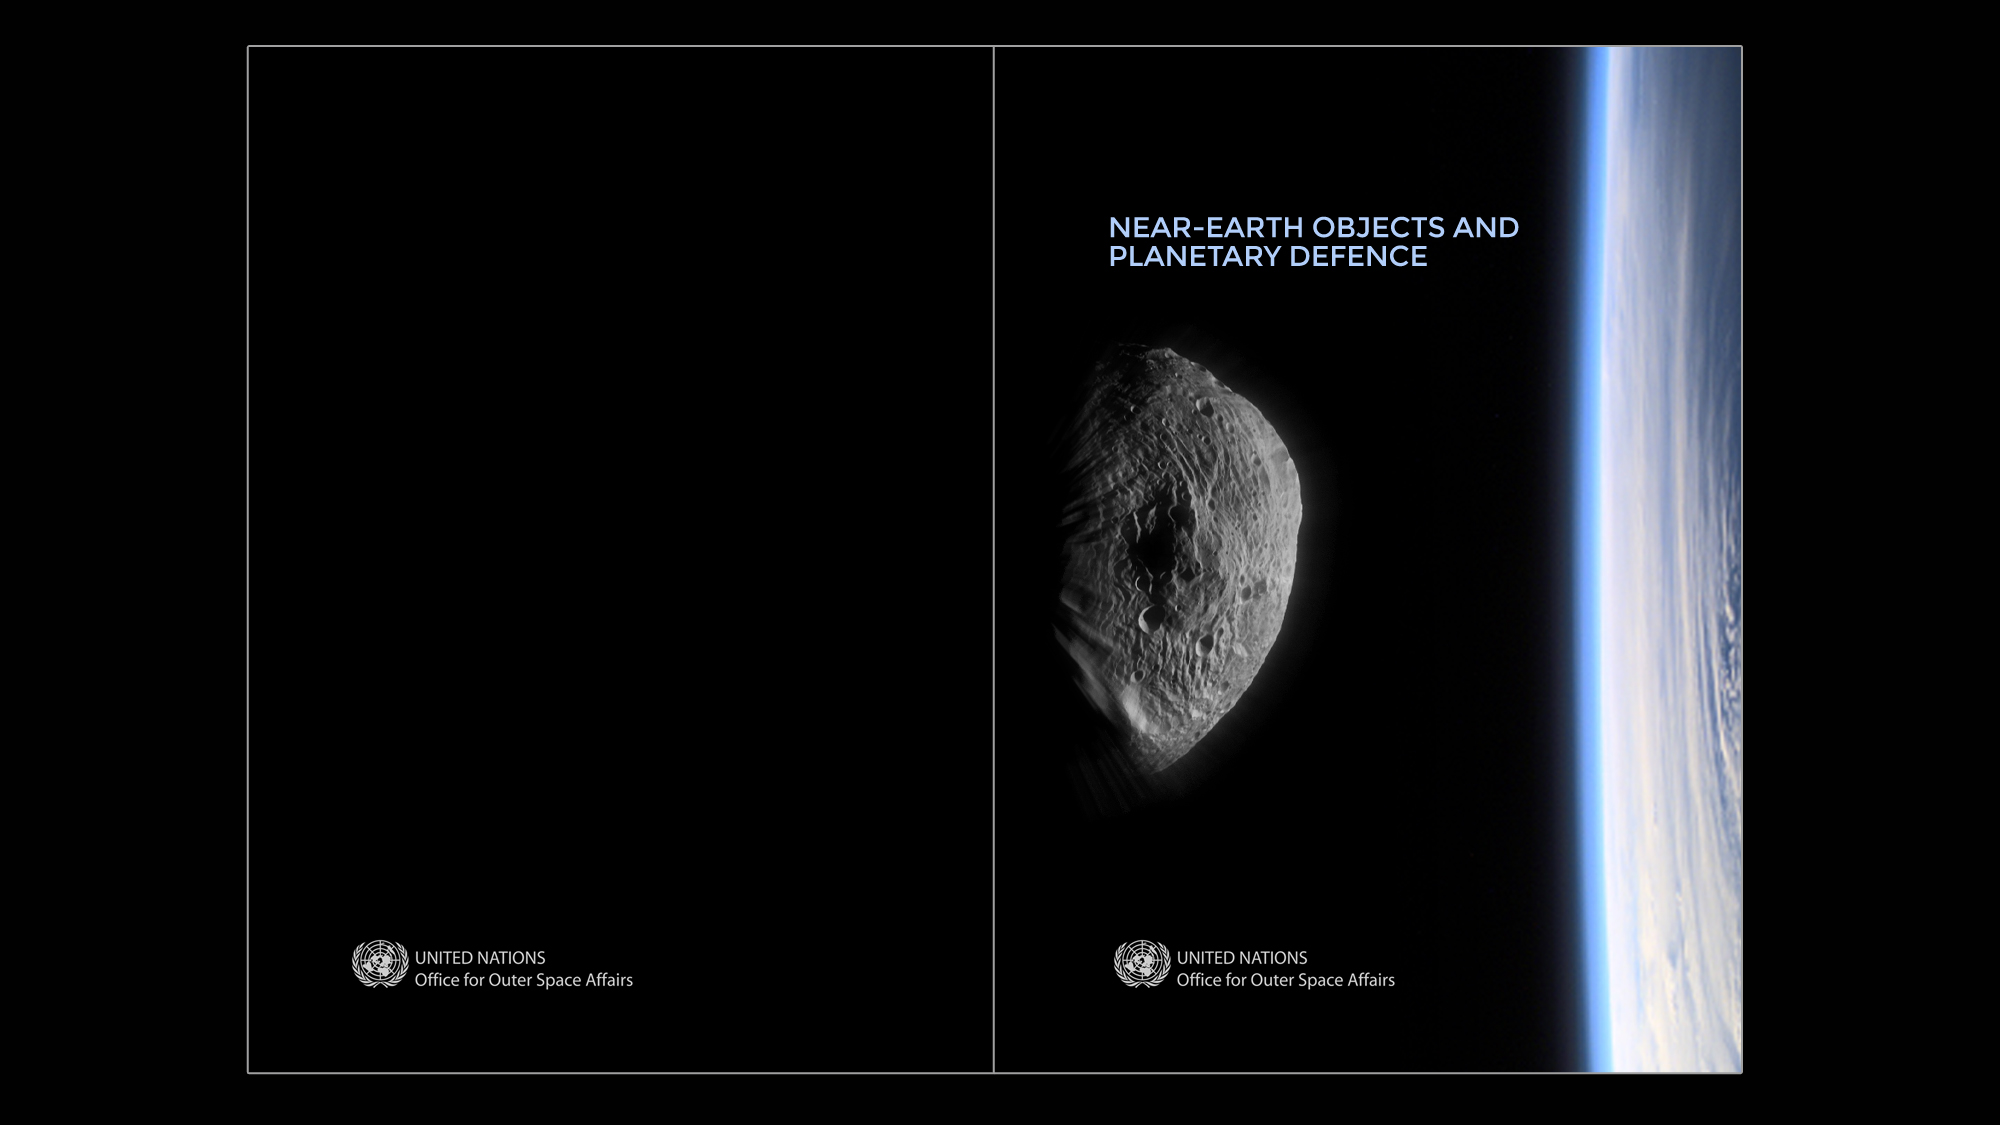 NEAR-EARTH OBJECTS AND
PLANETARY DEFENCE
UNITED NATIONS
Office for Outer Space Affairs
UNITED NATIONS
Office for Outer Space Affairs